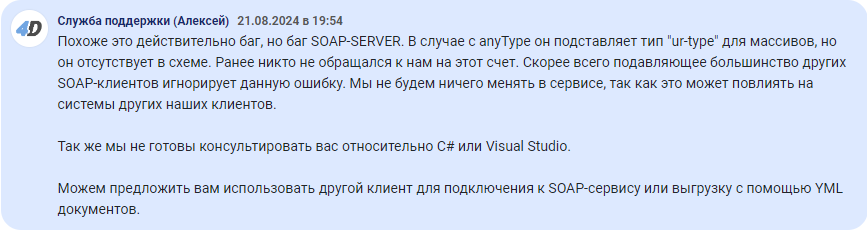 4D
Служба поддержки (Алексей) 21.08.2024 в 19:54
Похоже это действительно баг, но баг SOAP-SERVER. В случае с anyType он подставляет тип "ur-type" для массивов, но
он отсутствует в схеме. Ранее никто не обращался к нам на этот счет. Скорее всего подавляющее большинство других
SOAP-клиентов игнорирует данную ошибку. Мы не будем ничего менять в сервисе, так как это может повлиять на
системы других наших клиентов.
Так же мы не готовы консультировать вас относительно C# или Visual Studio.
Можем предложить вам использовать другой клиент для подключения к SOAP-сервису или выгрузку с помощью YML
документов.